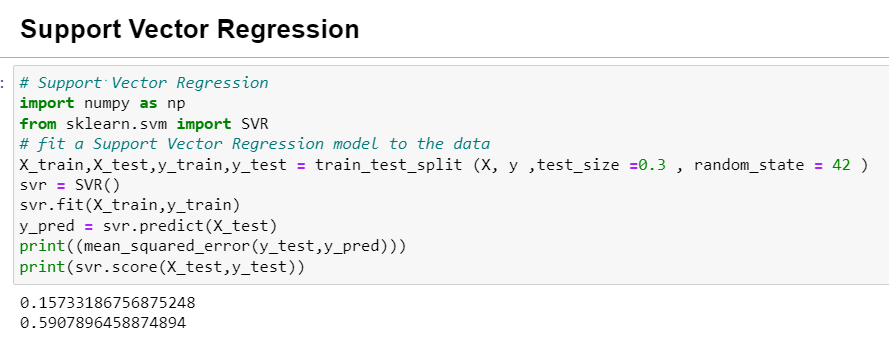 Support Vector Regression
: # Support Vector Regression
import numpy as np
from sklearn.svm import SVR
# fit a Support Vector Regression model to the data
X_train,X_test,y_train,y_test = train_test_split (X, y ,test_size =0.3 , random_state = 42 )
svr = SVR()
svr.fit(X_train,y_train)
y_pred = svr.predict(X_test)
print((mean_squared_error(y_test,y_pred)))
print(svr.score(X_test,y_test))
0.15733186756875248
0.5907896458874894